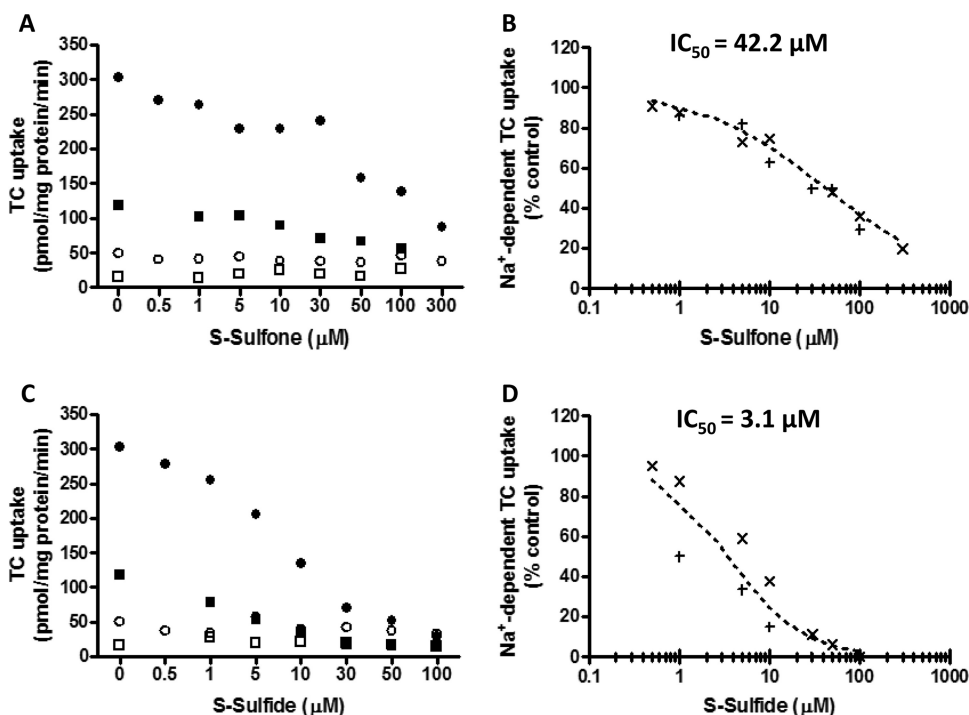 A
350
300
250
200
150
100
50
0
TC uptake
(pmol/mg protein/min)
0 0.5 1 5 10 30 50 100 300
S-Sulfone (μM)
B
IC50 = 42.2 μM
120
100
80
60
40
20
0
Na+-dependent TC uptake
(% control)
0.1 1 10 100 1000
S-Sulfone (μM)
C
350
300
250
200
150
100
50
0
TC uptake
(pmol/mg protein/min)
0 0.5 1 5 10 30 50 100
S-Sulfide (μM)
D
IC50 = 3.1 μM
120
100
80
60
40
20
0
Na+-dependent TC uptake
(% control)
0.1 1 10 100 1000
S-Sulfide (μM)